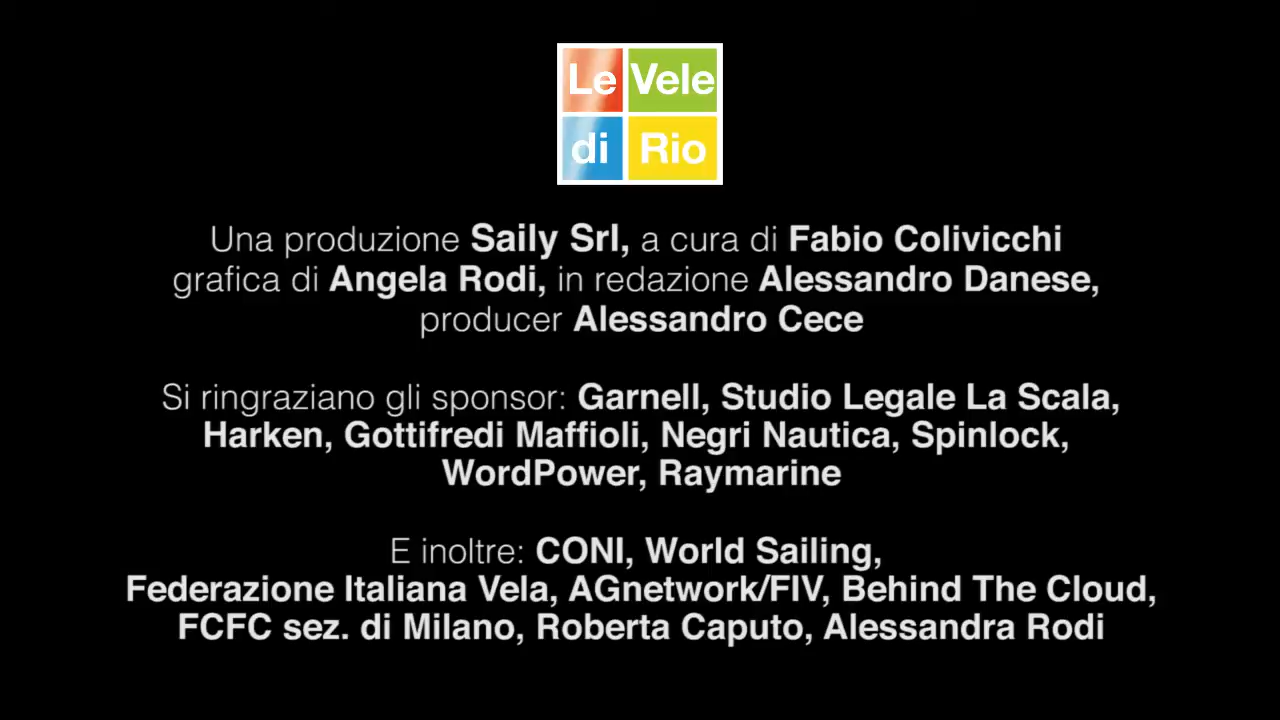 Le Vele
di Rio
Una produzione Saily Srl, a cura di Fabio Colivicchi
grafica di Angela Rodi, in redazione Alessandro Danese,
producer Alessandro Cece
Si ringraziano gli sponsor: Garnell, Studio Legale La Scala,
Harken, Gottifredi Maffioli, Negri Nautica, Spinlock,
WordPower, Raymarine
E inoltre: CONI, World Sailing,
Federazione Italiana Vela, AGnetwork/FIV, Behind The Cloud,
FCFC sez. di Milano, Roberta Caputo, Alessandra Rodi